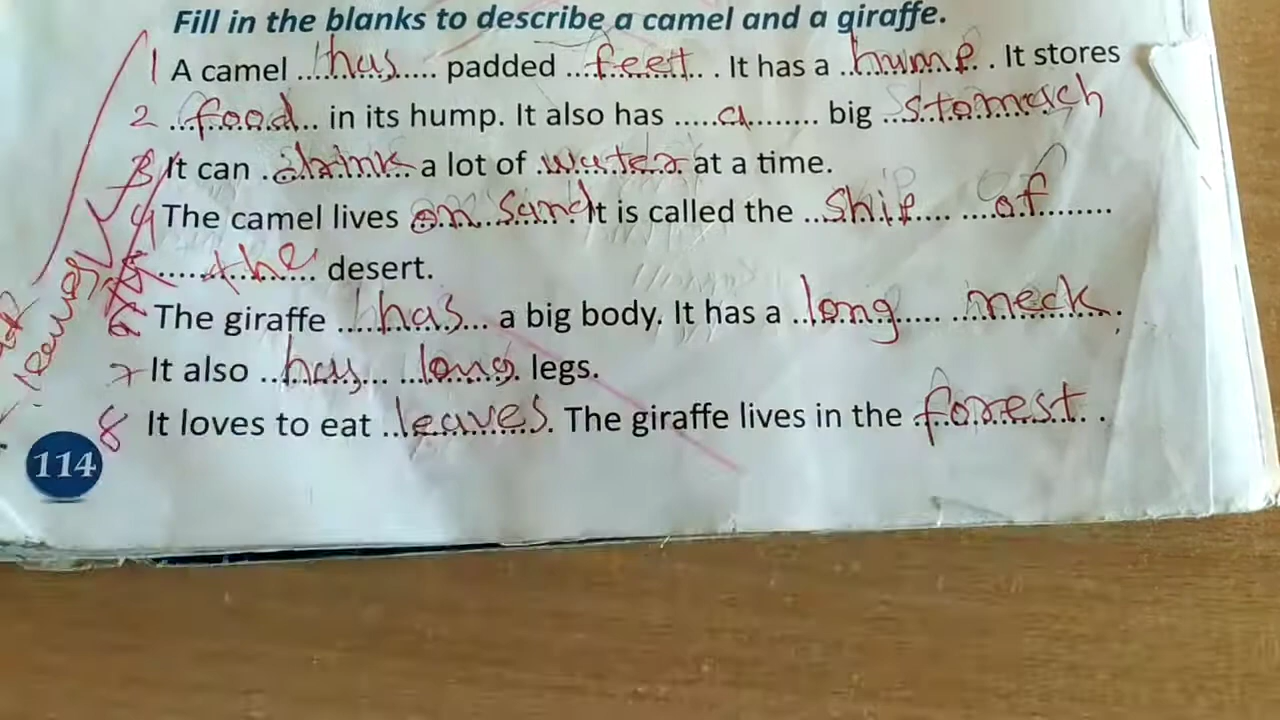 Fill in the blanks to describe a camel and a giraffe.
1 A camel ....has..... padded ...feet.. . It has a ..hump.. . It stores
2 ...food... in its hump. It also has .....a........ big ...stomach
3 It can .drink.. a lot of .water. at a time.
4 The camel lives on sand It is called the ..ship.... ....of.........
.....the...... desert.
6 The giraffe ....has... a big body. It has a ..long..... ...neck....
7 It also ..has... ..long.. legs.
8 It loves to eat ..leaves. The giraffe lives in the ..forest.. .
114